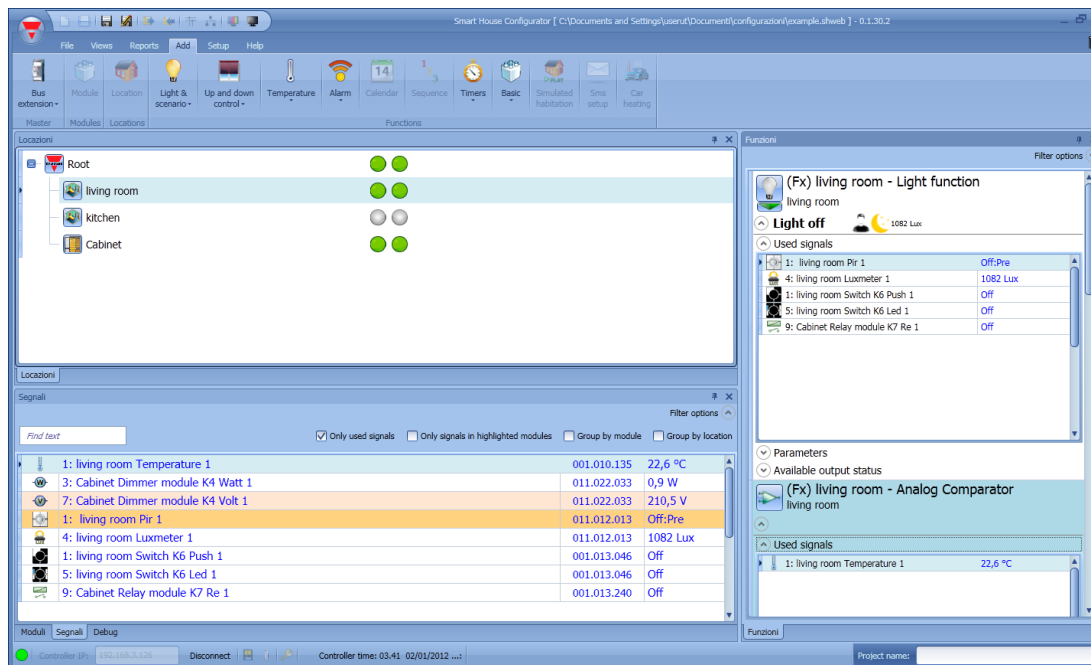 Smart House Configurator [ C:\Documents and Settings\userut\Documenti\configurazioni\example.shweb ] - 0.1.30.2
File Views Reports Add Setup Help
Bus extension Module Location Light & scenario Up and down control Temperature Alarm 14 Calendar Sequence Timers Basic Simulated habitation Sms setup Car heating
Master Modules Locations Functions
Locazioni
Root
living room
kitchen
Cabinet
Locazioni
Segnali
Filter options
Find text Only used signals Only signals in highlighted modules Group by module Group by location
1: living room Temperature 1 001.010.135 22,6 ºC
3: Cabinet Dimmer module K4 Watt 1 011.022.033 0,9 W
7: Cabinet Dimmer module K4 Volt 1 011.022.033 210,5 V
1: living room Pir 1 011.012.013 Off:Pre
4: living room Luxmeter 1 011.012.013 1082 Lux
1: living room Switch K6 Push 1 001.013.046 Off
5: living room Switch K6 Led 1 001.013.046 Off
9: Cabinet Relay module K7 Re 1 001.013.240 Off
Moduli Segnali Debug
Funzioni
Filter options
(Fx) living room - Light function
living room
Light off 1082 Lux
Used signals
1: living room Pir 1 Off:Pre
4: living room Luxmeter 1 1082 Lux
1: living room Switch K6 Push 1 Off
5: living room Switch K6 Led 1 Off
9: Cabinet Relay module K7 Re 1 Off
Parameters
Available output status
(Fx) living room - Analog Comparator
living room
Used signals
1: living room Temperature 1 22,6 ºC
Funzioni
Controller IP: 192.168.3.126 Disconnect Controller time: 03.41 02/01/2012 ...: Project name: